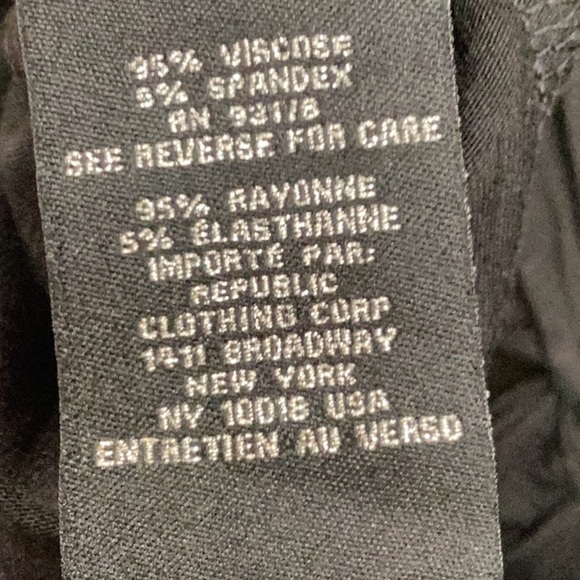 95% VISCOSE
5% SPANDEX
RN 93178
SEE REVERSE FOR CARE
95% RAYONNE
5% ÉLASTHANNE
IMPORTÉ PAR:
REPUBLIC
CLOTHING CORP
1411 BROADWAY
NEW YORK
NY 10018 USA
ENTRETIEN AU VERSO